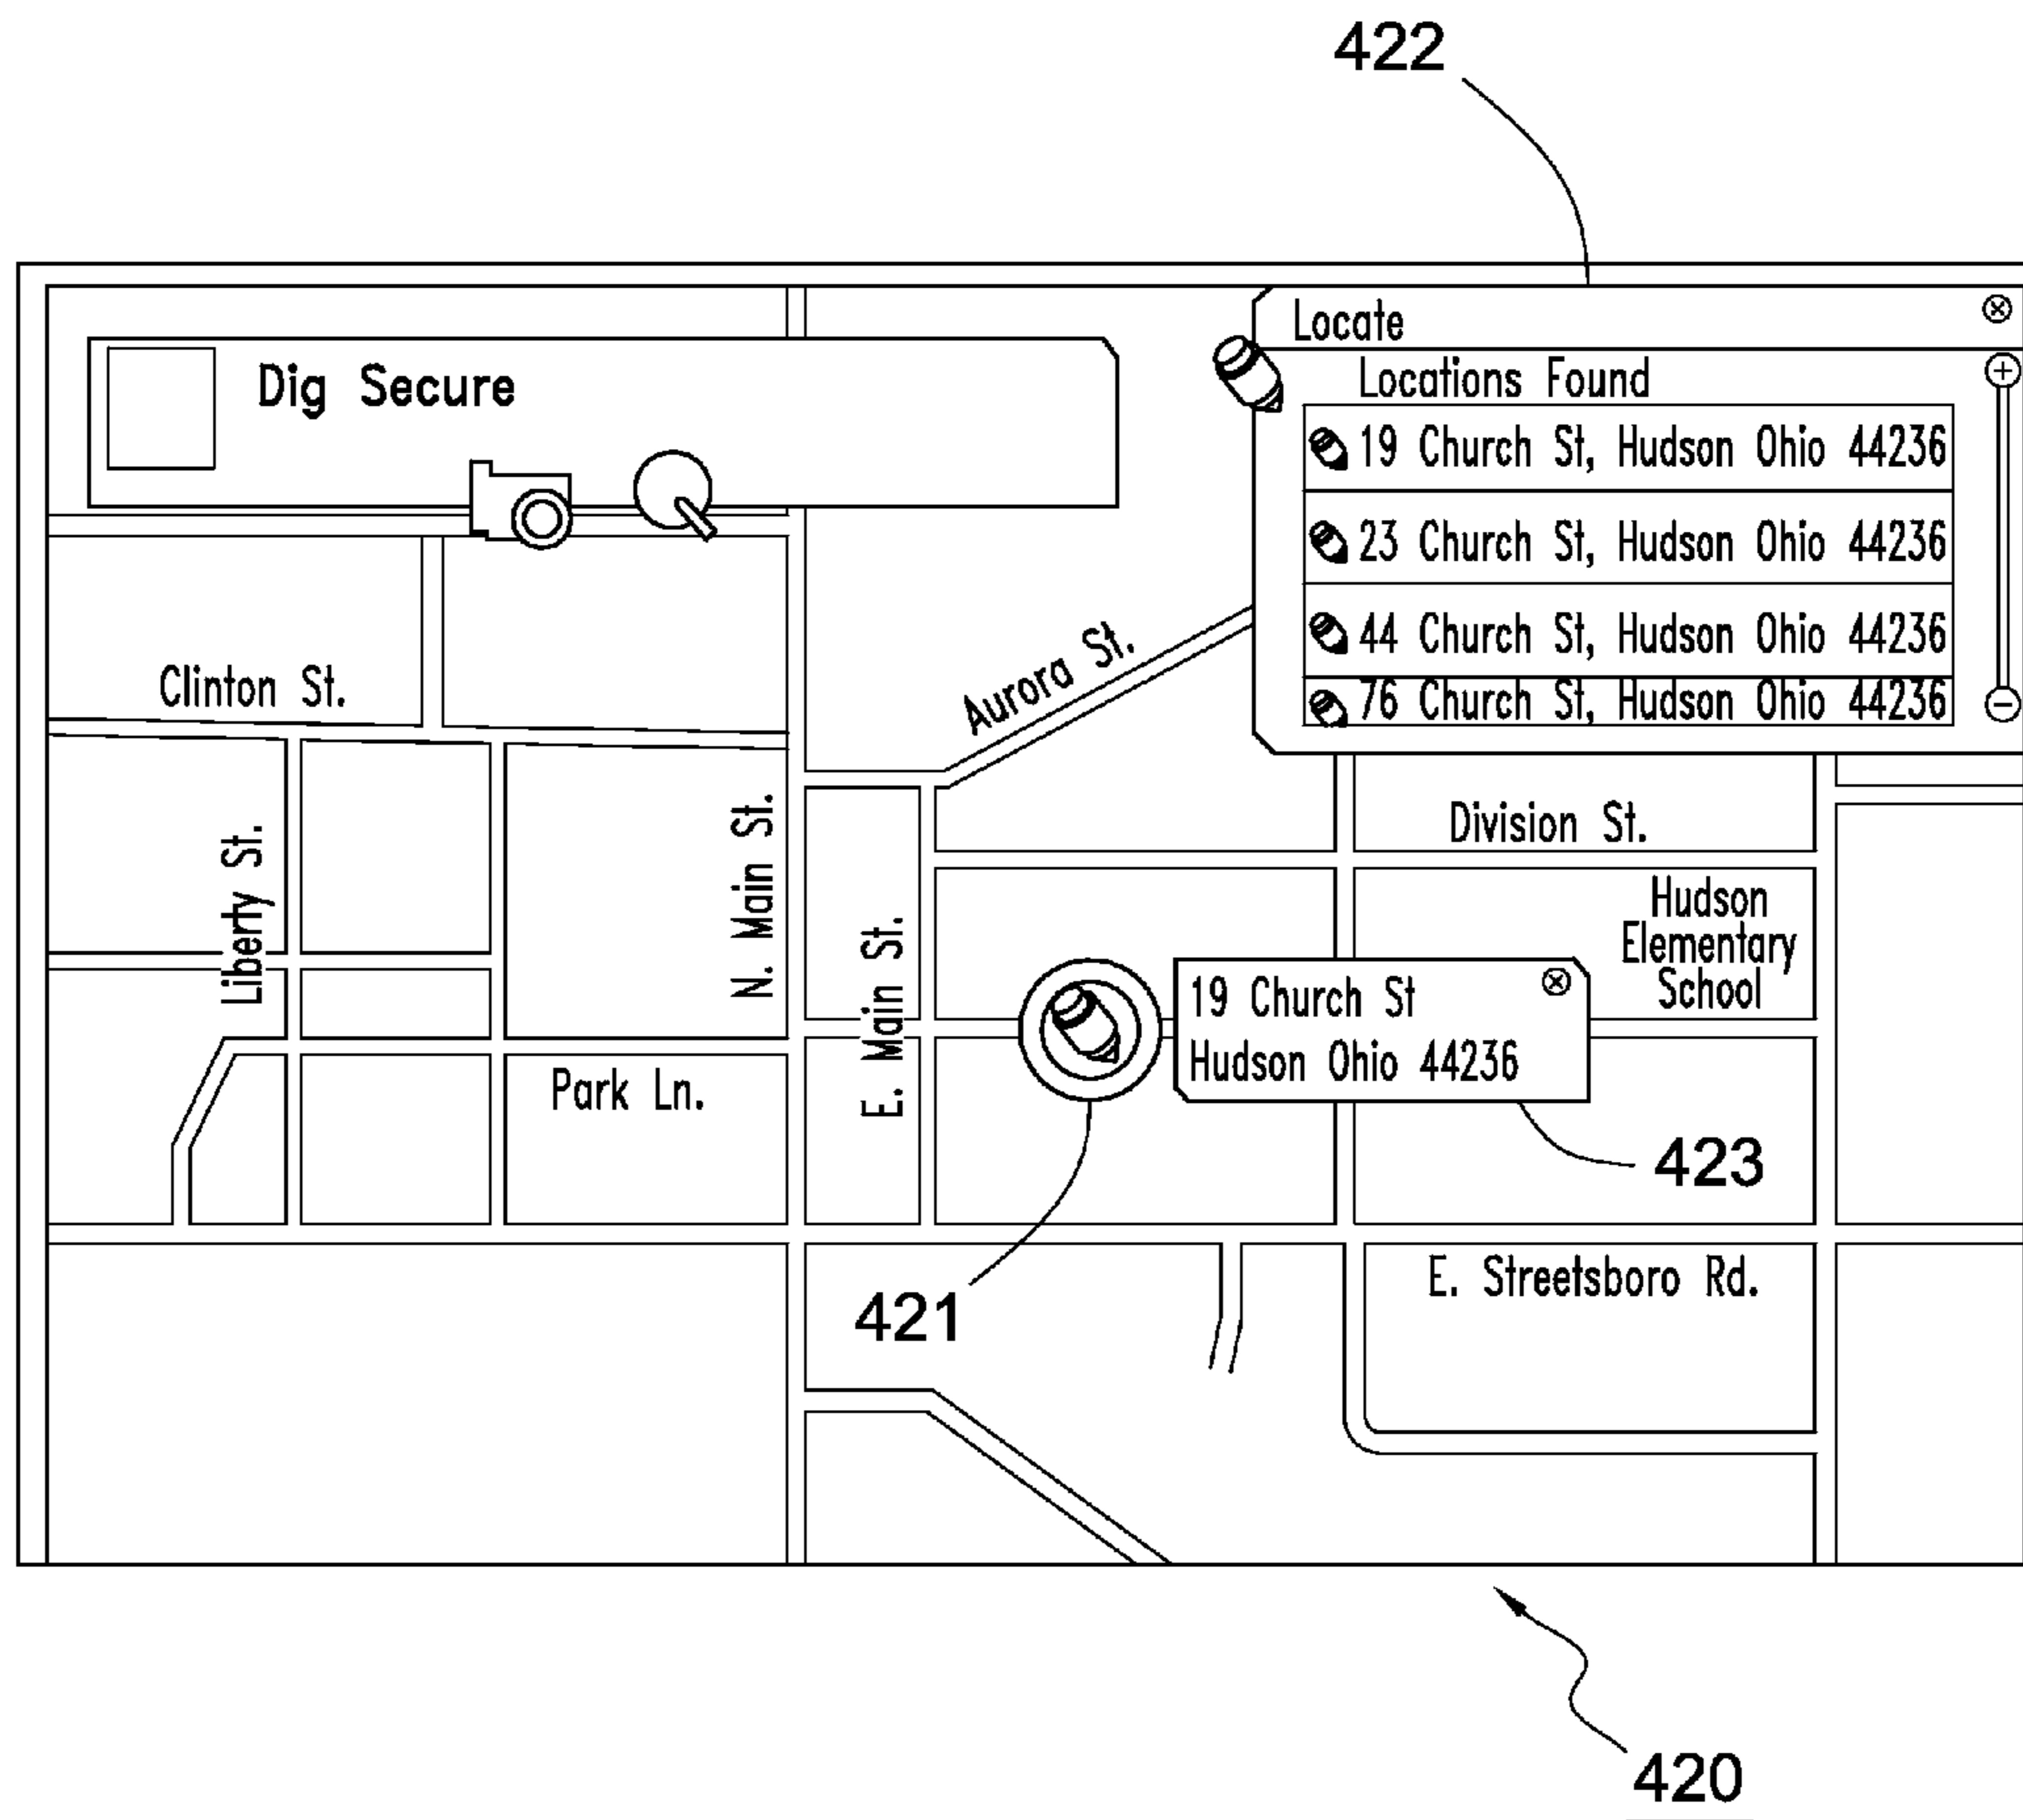 422
Locate
Locations Found
Dig Secure
19 Church St, Hudson Ohio 44236
23 Church St, Hudson Ohio 44236
44 Church St, Hudson Ohio 44236
76 Church St, Hudson Ohio 44236
Clinton St.
Aurora St.
Liberty St.
N. Main St.
E. Main St.
Division St.
Hudson
Elementary
School
19 Church St
Hudson Ohio 44236
Park Ln.
423
E. Streetsboro Rd.
421
420